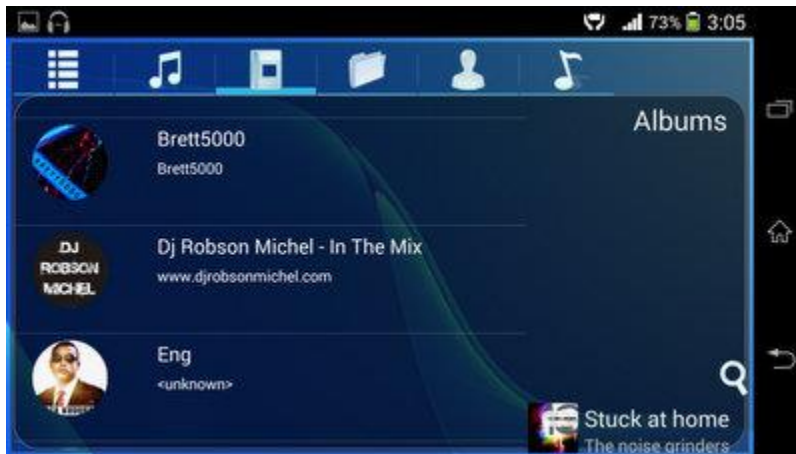 73% 3:05
Albums
Brett5000
Brett5000
DJ
ROBSON
MICHEL
Dj Robson Michel - In The Mix
www.djrobsonmichel.com
Eng
<unknown>
Stuck at home
The noise grinders